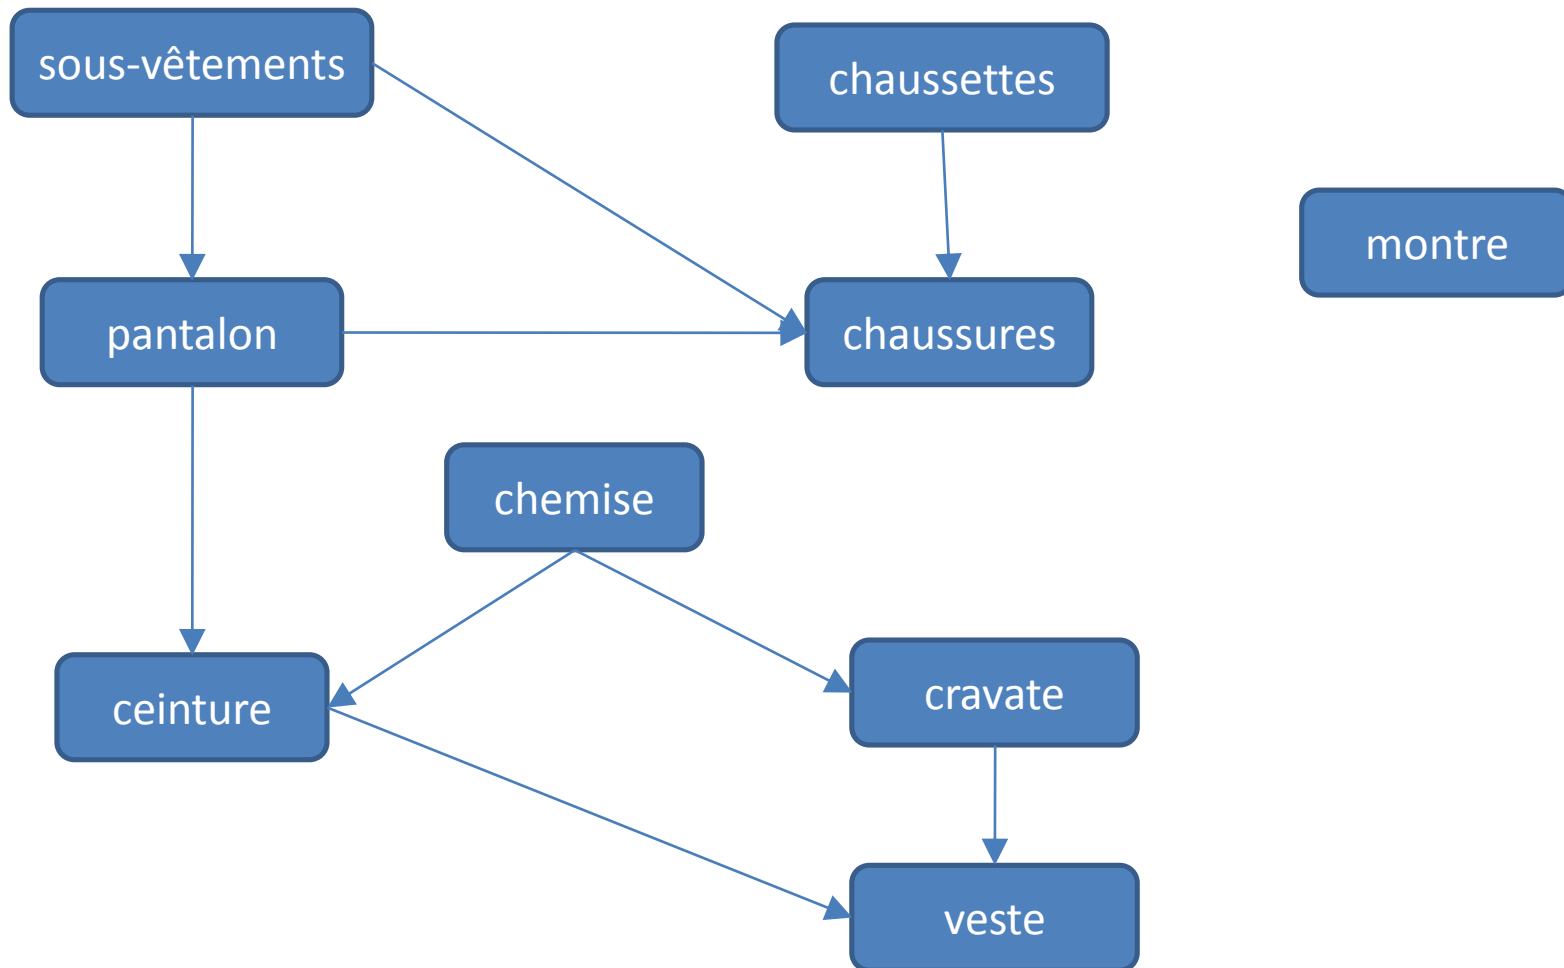 sous-vêtements
chaussettes
montre
pantalon
chaussures
chemise
ceinture
cravate
veste